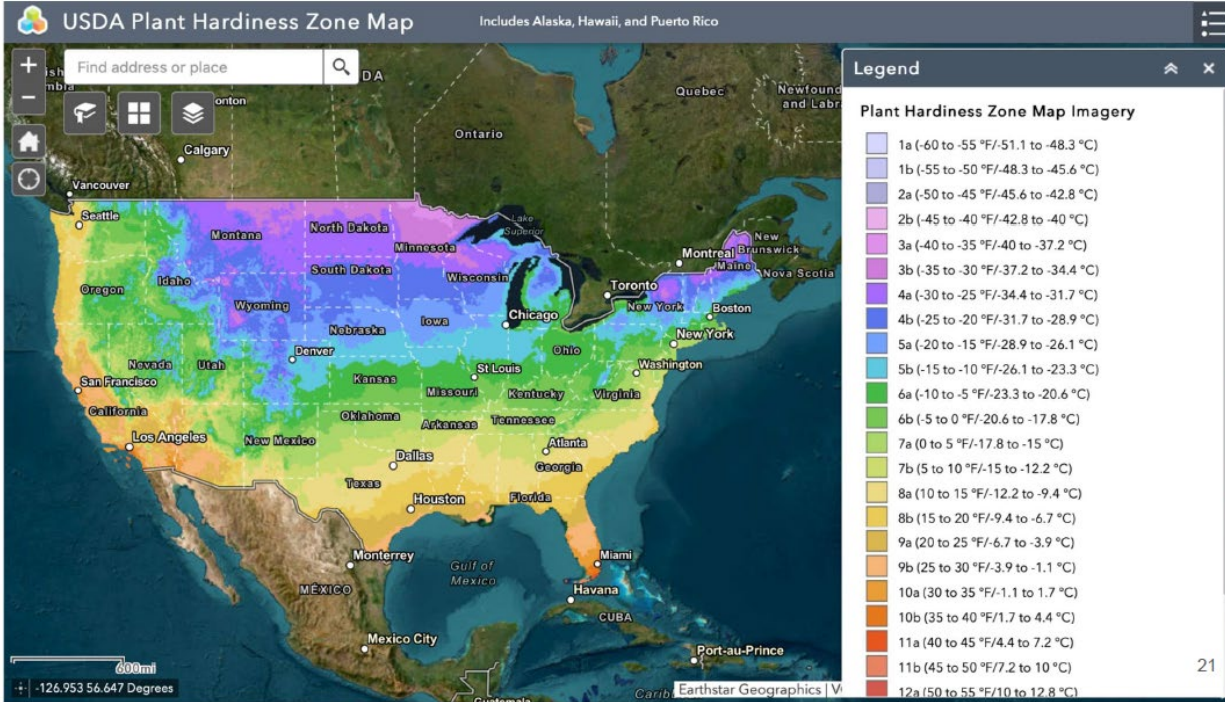 USDA Plant Hardiness Zone Map
Includes Alaska, Hawaii, and Puerto Rico
Find address or place
Legend
Plant Hardiness Zone Map Imagery
1a (-60 to -55 °F/-51.1 to -48.3 °C)
1b (-55 to -50 °F/-48.3 to -45.6 °C)
2a (-50 to -45 °F/-45.6 to -42.8 °C)
2b (-45 to -40 °F/-42.8 to -40 °C)
3a (-40 to -35 °F/-40 to -37.2 °C)
3b (-35 to -30 °F/-37.2 to -34.4 °C)
4a (-30 to -25 °F/-34.4 to -31.7 °C)
4b (-25 to -20 °F/-31.7 to -28.9 °C)
5a (-20 to -15 °F/-28.9 to -26.1 °C)
5b (-15 to -10 °F/-26.1 to -23.3 °C)
6a (-10 to -5 °F/-23.3 to -20.6 °C)
6b (-5 to 0 °F/-20.6 to -17.8 °C)
7a (0 to 5 °F/-17.8 to -15 °C)
7b (5 to 10 °F/-15 to -12.2 °C)
8a (10 to 15 °F/-12.2 to -9.4 °C)
8b (15 to 20 °F/-9.4 to -6.7 °C)
9a (20 to 25 °F/-6.7 to -3.9 °C)
9b (25 to 30 °F/-3.9 to -1.1 °C)
10a (30 to 35 °F/-1.1 to 1.7 °C)
10b (35 to 40 °F/1.7 to 4.4 °C)
11a (40 to 45 °F/4.4 to 7.2 °C)
11b (45 to 50 °F/7.2 to 10 °C)
12a (50 to 55 °F/10 to 12.8 °C)
21
DA
onton
Calgary
Vancouver
Seattle
Ontario
Quebec
Newfound
and Labr
Lake
Superior
Montana
North Dakota
Minnesota
Montreal
New
Brunswick
Maine
Nova Scotia
Oregon
Idaho
South Dakota
Wisconsin
Toronto
Wyoming
New York
Boston
Nebraska
Iowa
Chicago
New York
Nevada
Utah
Denver
Ohio
Washington
San Francisco
Kansas
St Louis
Missouri
Kentucky
Virginia
California
Oklahoma
Arkansas
Tennessee
Los Angeles
New Mexico
Atlanta
Dallas
Georgia
Texas
Houston
Florida
Monterrey
Gulf of
Mexico
Miami
MÉXICO
Havana
CUBA
Mexico City
Port-au-Prince
600mi
-126.953 56.647 Degrees
Earthstar Geographics